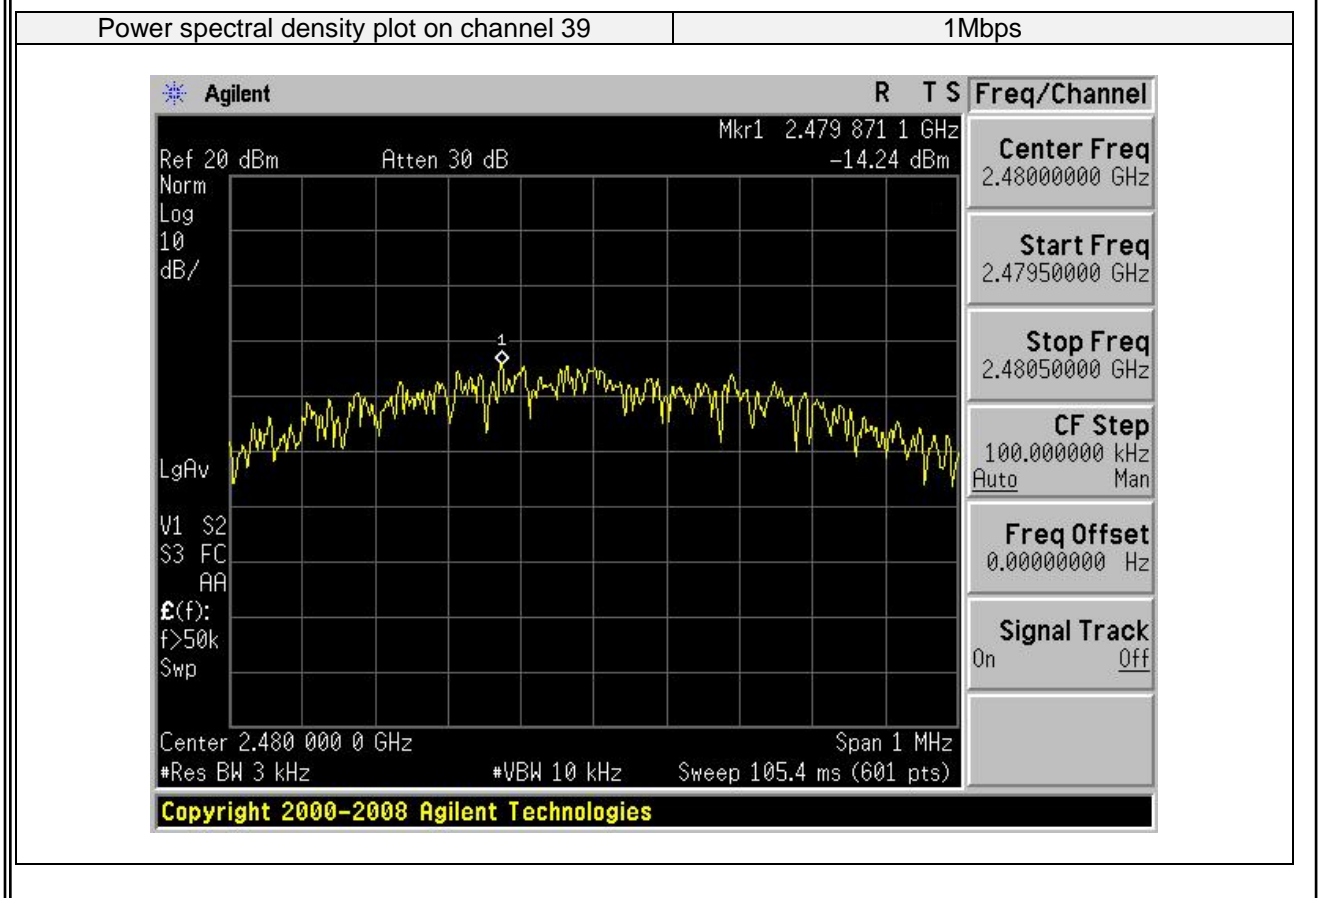 Power spectral density plot on channel 39 1Mbps
Agilent R T S Freq/Channel
Mkr1 2.479 871 1 GHz
Ref 20 dBm Atten 30 dB -14.24 dBm
Norm
Log
10
dB/
1
LgAv
V1 S2
S3 FC
AA
£(f):
f>50k
Swp
Center 2.480 000 0 GHz Span 1 MHz
#Res BW 3 kHz #VBW 10 kHz Sweep 105.4 ms (601 pts)
Center Freq
2.48000000 GHz
Start Freq
2.47950000 GHz
Stop Freq
2.48050000 GHz
CF Step
100.000000 kHz
Auto Man
Freq Offset
0.00000000 Hz
Signal Track
On Off
Copyright 2000-2008 Agilent Technologies